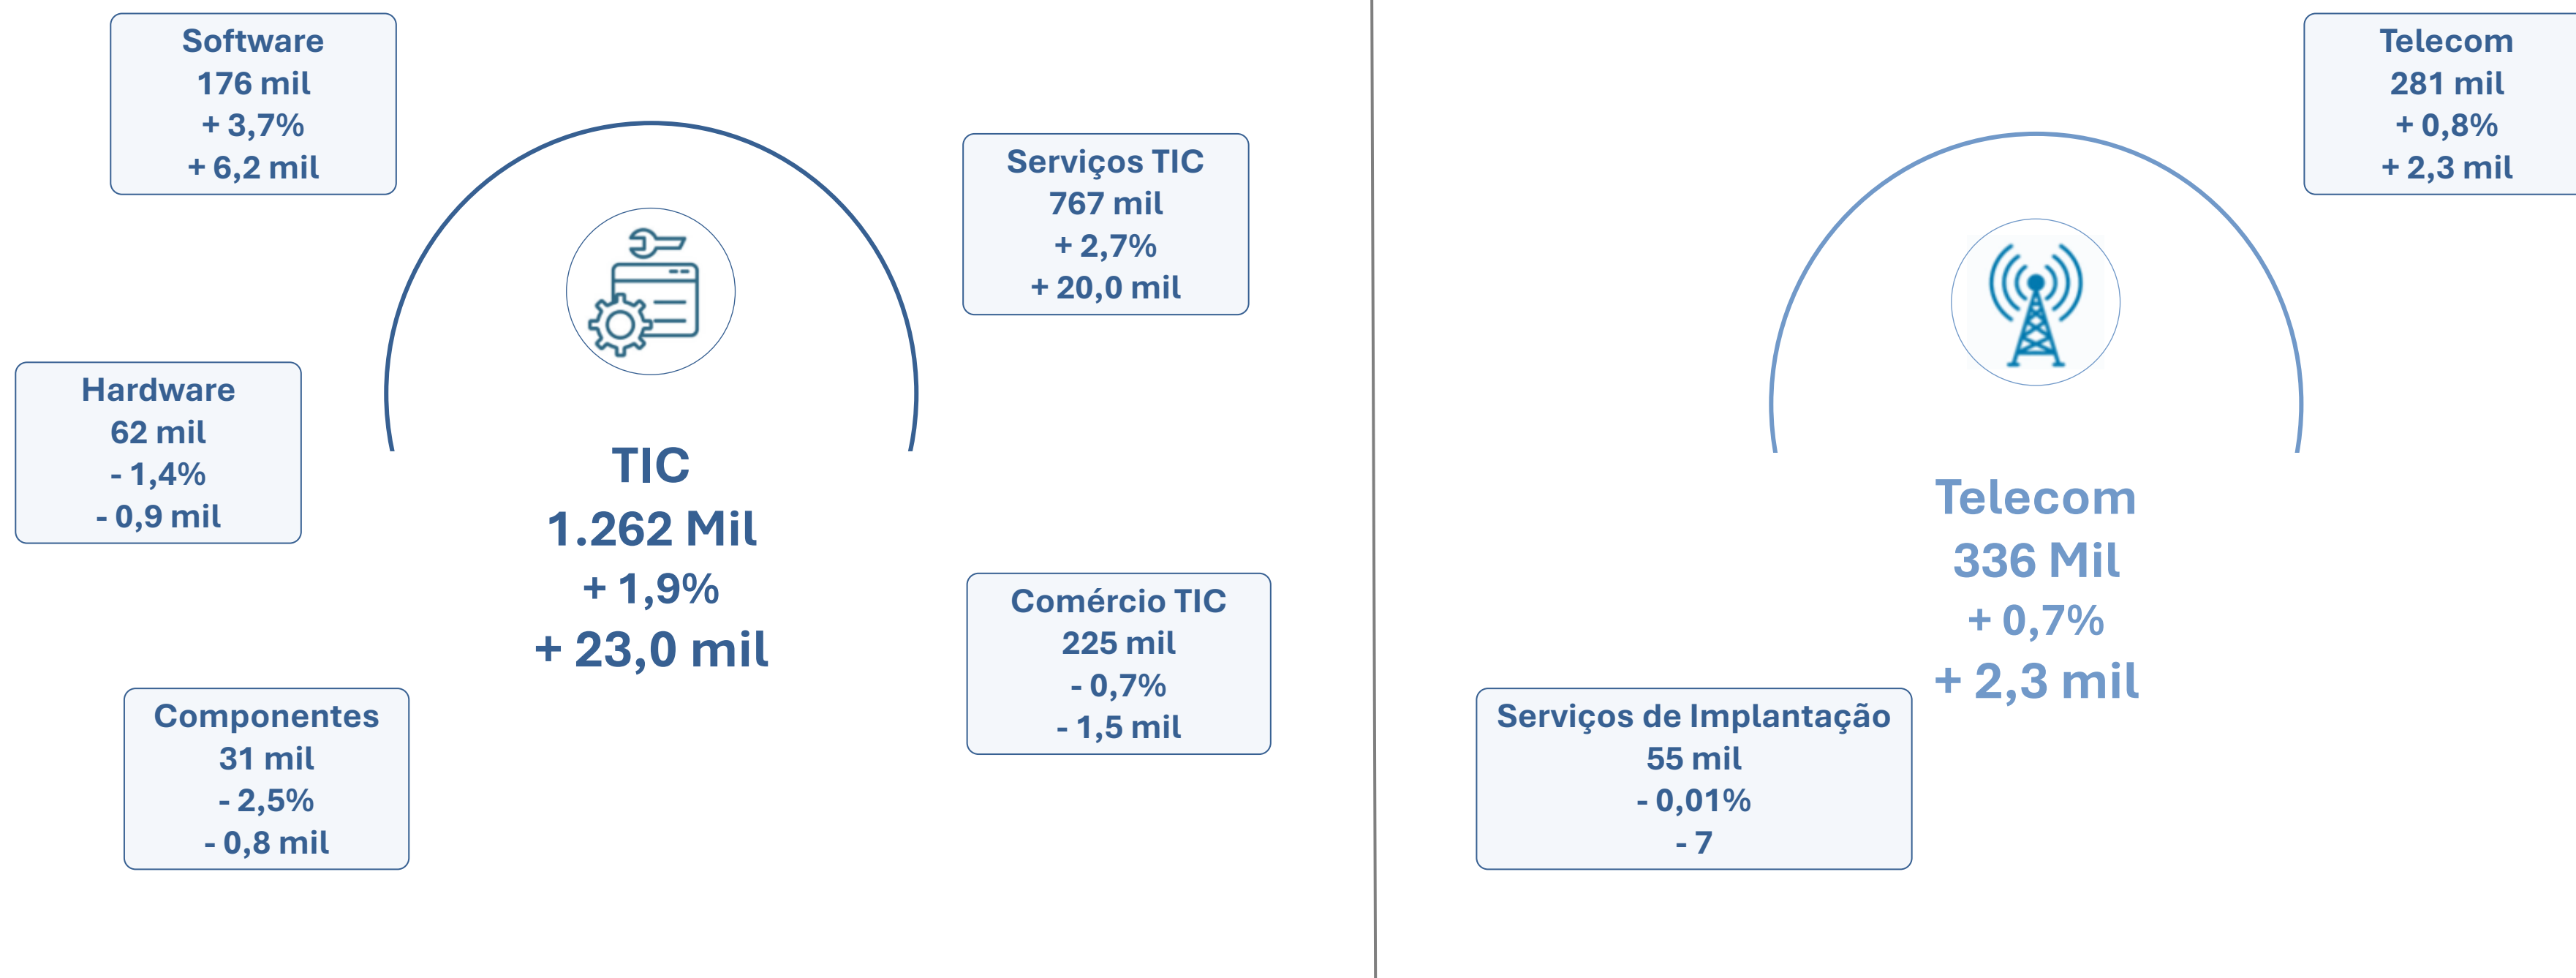 Software
176 mil
+ 3,7%
+ 6,2 mil
Serviços TIC
767 mil
+ 2,7%
+ 20,0 mil
Hardware
62 mil
- 1,4%
- 0,9 mil
TIC
1.262 Mil
+ 1,9%
+ 23,0 mil
Comércio TIC
225 mil
- 0,7%
- 1,5 mil
Componentes
31 mil
- 2,5%
- 0,8 mil
Telecom
281 mil
+ 0,8%
+ 2,3 mil
Telecom
336 Mil
+ 0,7%
+ 2,3 mil
Serviços de Implantação
55 mil
- 0,01%
- 7